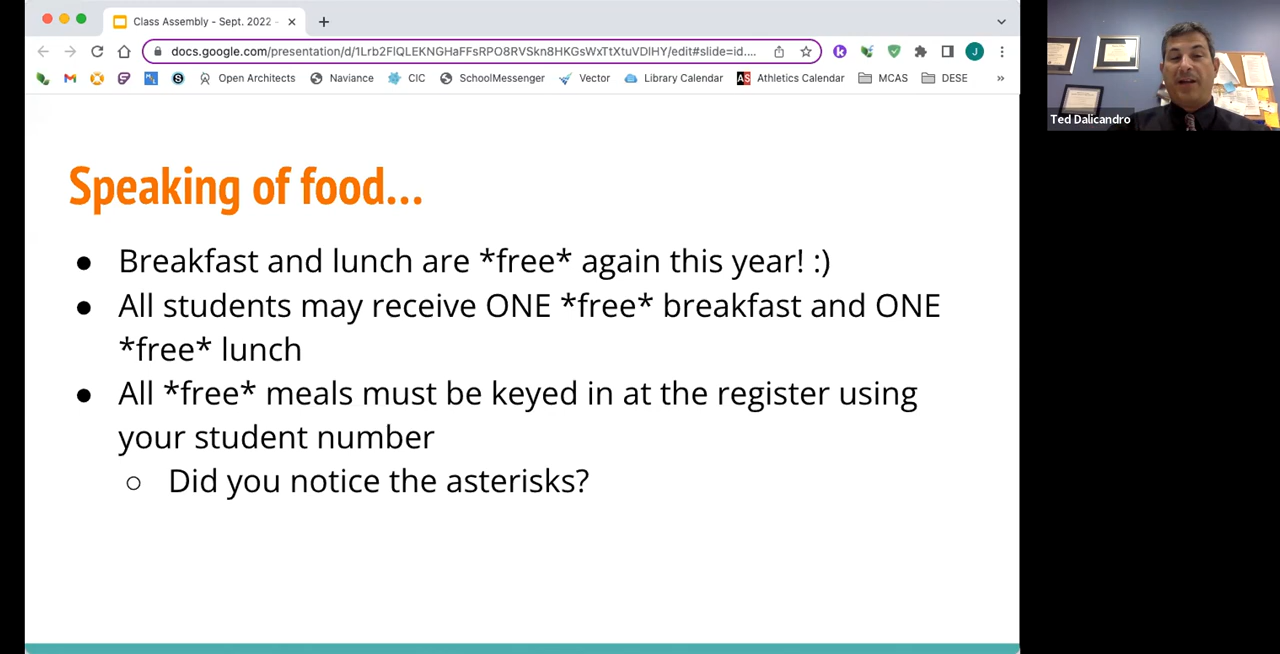 Class Assembly - Sept. 2022 -
docs.google.com/presentation/d/1Lrb2FlQLEKNGHaFFsRPO8RVSkn8HKGsWxTtXtuVDlHY/edit#slide=id....
Open Architects Naviance CIC SchoolMessenger Vector Library Calendar AS Athletics Calendar MCAS DESE »
Ted Dalicandro
Speaking of food...
● Breakfast and lunch are *free* again this year! :)
● All students may receive ONE *free* breakfast and ONE
*free* lunch
● All *free* meals must be keyed in at the register using
your student number
○ Did you notice the asterisks?